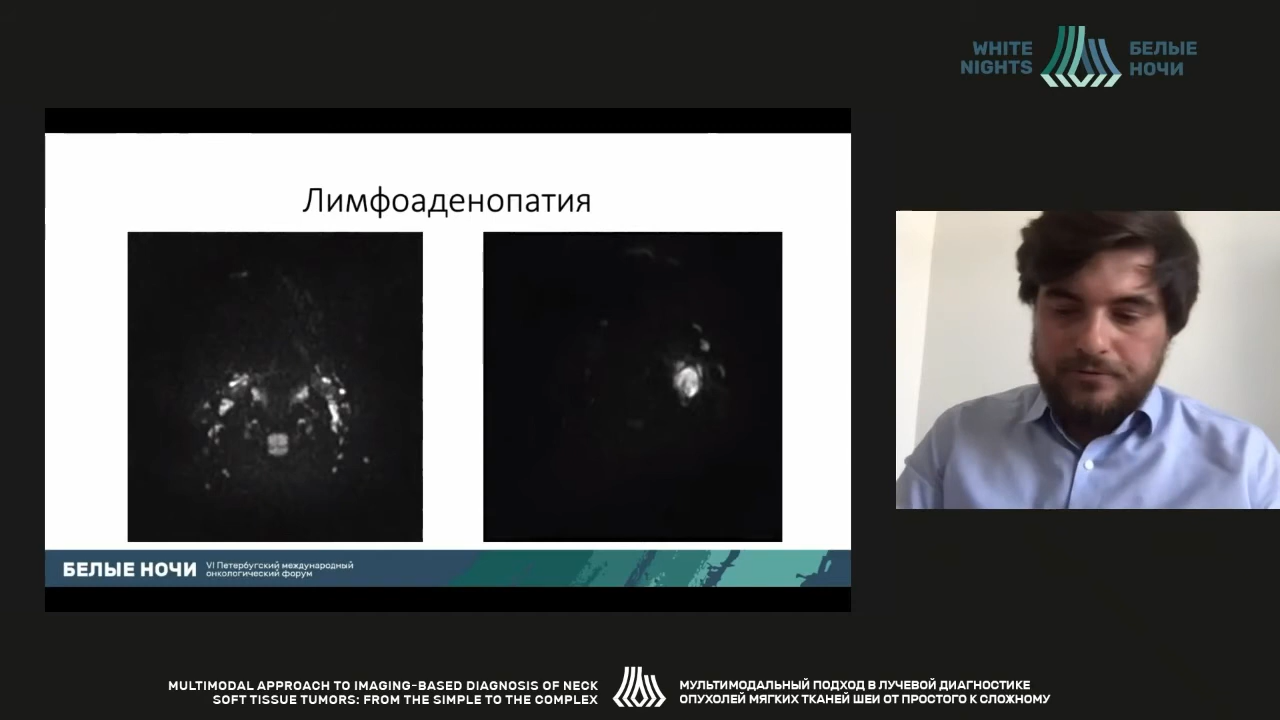 WHITE
NIGHTS
БЕЛЫЕ
НОЧИ
Лимфоаденопатия
БЕЛЫЕ НОЧИ
VI Петербургский международный
онкологический форум
MULTIMODAL APPROACH TO IMAGING-BASED DIAGNOSIS OF NECK
SOFT TISSUE TUMORS: FROM THE SIMPLE TO THE COMPLEX
МУЛЬТИМОДАЛЬНЫЙ ПОДХОД В ЛУЧЕВОЙ ДИАГНОСТИКЕ
ОПУХОЛЕЙ МЯГКИХ ТКАНЕЙ ШЕИ ОТ ПРОСТОГО К СЛОЖНОМУ